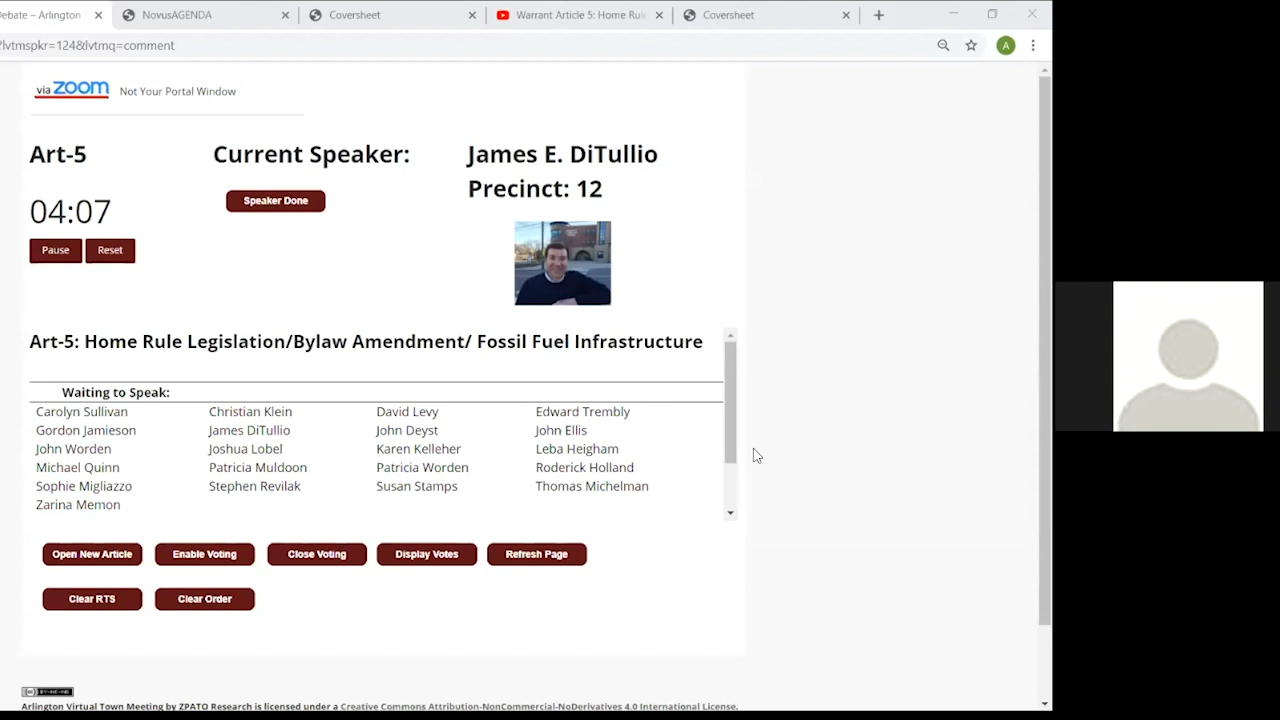 Debate – Arlington
NovusAGENDA
Coversheet
Warrant Article 5: Home Rul
Coversheet
?lvtmspkr=124&lvtmq=comment
A
via zoom Not Your Portal Window
Art-5 Current Speaker: James E. DiTullio
Precinct: 12
Speaker Done
04:07
Pause Reset
Art-5: Home Rule Legislation/Bylaw Amendment/ Fossil Fuel Infrastructure
Waiting to Speak:
Carolyn Sullivan Christian Klein David Levy Edward Trembly
Gordon Jamieson James DiTullio John Deyst John Ellis
John Worden Joshua Lobel Karen Kelleher Leba Heigham
Michael Quinn Patricia Muldoon Patricia Worden Roderick Holland
Sophie Migliazzo Stephen Revilak Susan Stamps Thomas Michelman
Zarina Memon
Open New Article Enable Voting Close Voting Display Votes Refresh Page
Clear RTS Clear Order
Arlington Virtual Town Meeting by ZPATO Research is licensed under a Creative Commons Attribution-NonCommercial-NoDerivatives 4.0 International License.